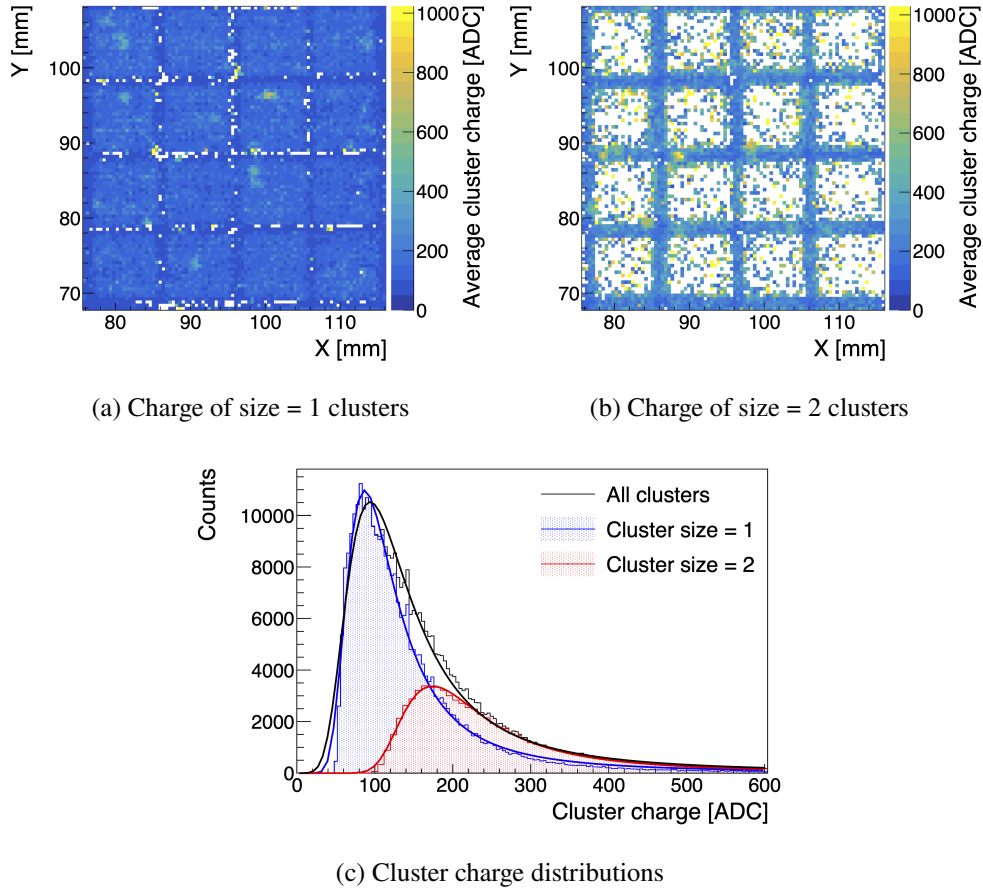 Y [mm]
100
90
80
70
80
90
100
110
X [mm]
1000
800
600
400
200
0
Average cluster charge [ADC]
(a) Charge of size = 1 clusters
Y [mm]
100
90
80
70
80
90
100
110
X [mm]
1000
800
600
400
200
0
Average cluster charge [ADC]
(b) Charge of size = 2 clusters
Counts
10000
8000
6000
4000
2000
0
0
100
200
300
400
500
600
Cluster charge [ADC]
All clusters
Cluster size = 1
Cluster size = 2
(c) Cluster charge distributions